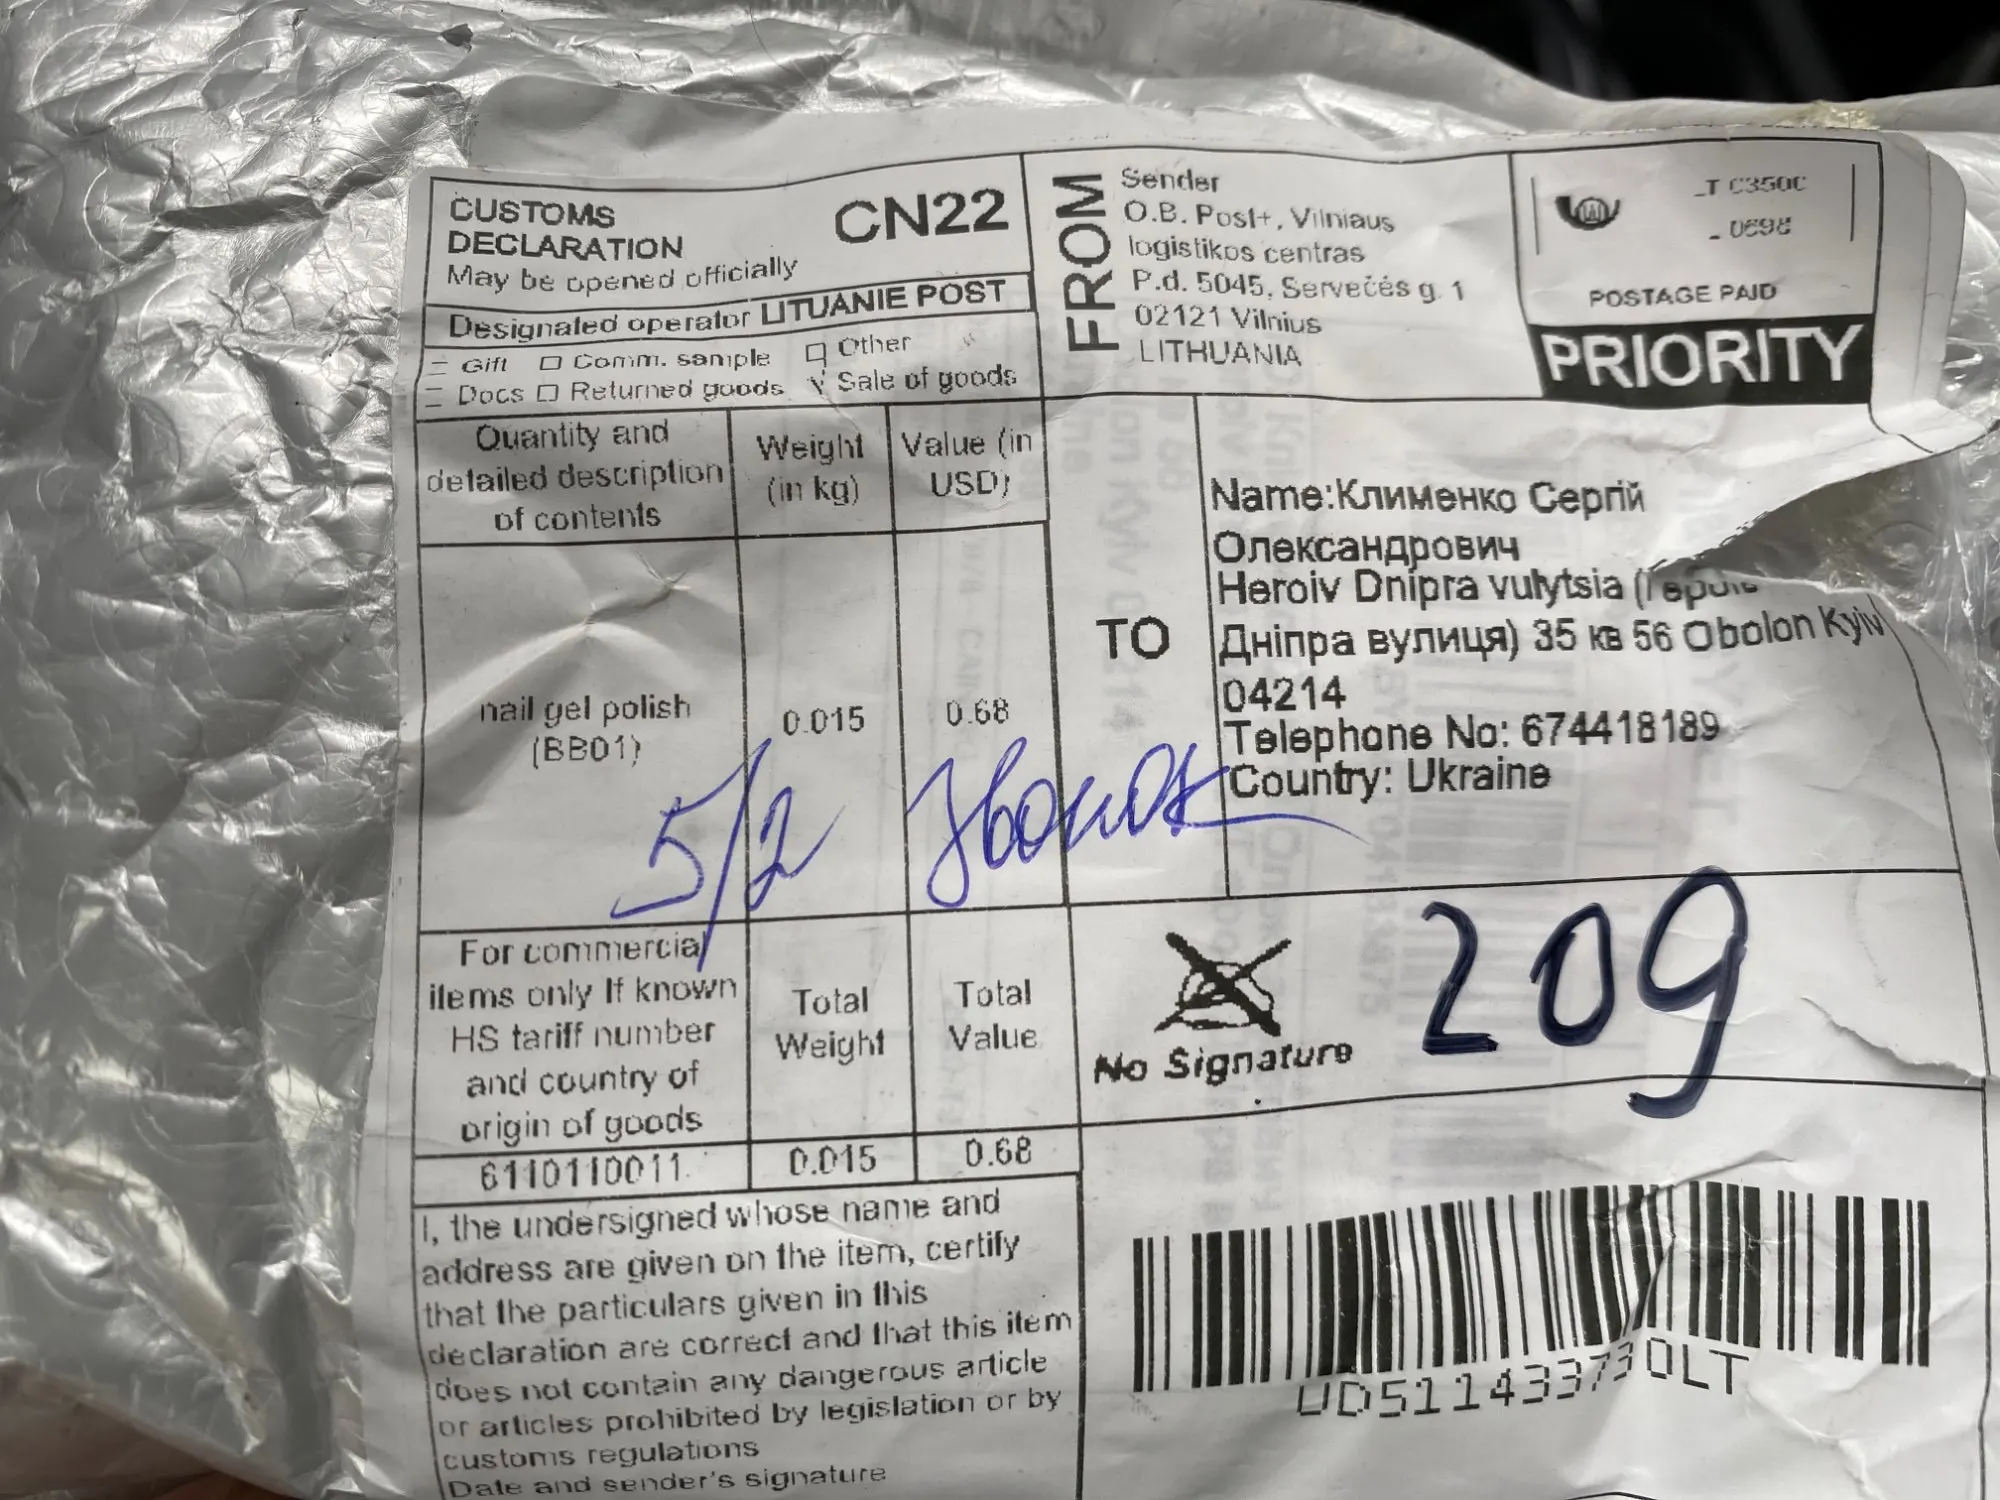 CUSTOMS
DECLARATION
CN22
May be opened officially
Designated operator LITUANIE POST
Gift Comm. sample Other
Docs Returned goods Sale of goods
Quantity and
detailed description
of contents
Weight
(in kg)
Value (in
USD)
nail gel polish
(BB01)
0.015
0.68
5/2 Звонок
For commercial
items only If known
HS tariff number
and country of
origin of goods
Total
Weight
Total
Value
6110110011.
0.015
0.68
I, the undersigned whose name and
address are given on the item, certify
that the particulars given in this
declaration are correct and that this item
does not contain any dangerous article
or articles prohibited by legislation or by
customs regulations
Date and sender's signature
FROM
Sender
O.B. Post+, Vilniaus
logistikos centras
P.d. 5045, Servečės g. 1
02121 Vilnius
LITHUANIA
POSTAGE PAID
PRIORITY
TO
Name:Клименко Сергій
Олександрович
Heroiv Dnipra vulytsia (
Дніпра вулиця) 35 кв 56 Obolon Kyiv
04214
Telephone No: 674418189
Country: Ukraine
No Signature
209
UD511433730LT